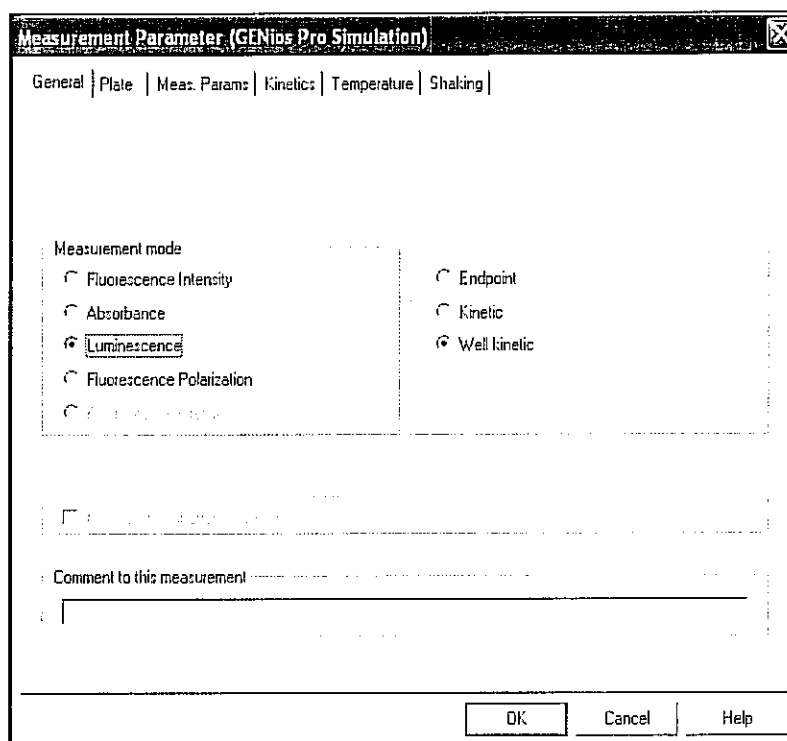 Measurement Parameter (GENios Pro Simulation)
General Plate Meas. Params Kinetics Temperature Shaking
Measurement mode
Fluorescence Intensity
Absorbance
Luminescence
Fluorescence Polarization
Endpoint
Kinetic
Well kinetic
Comment to this measurement
OK Cancel Help